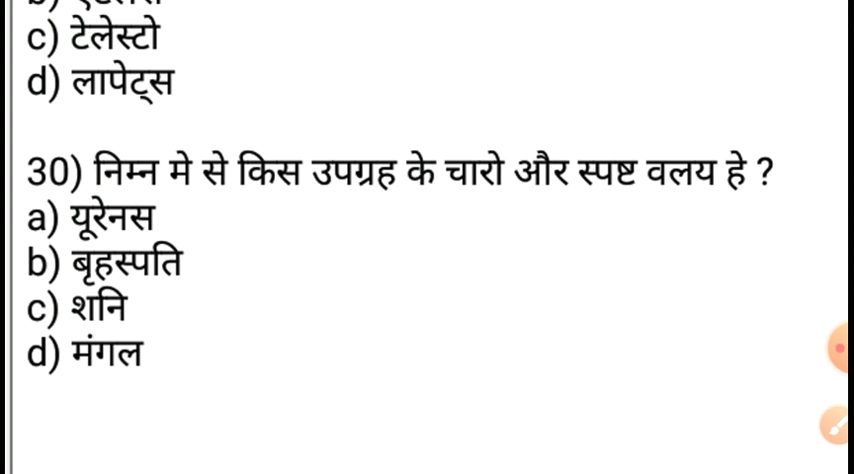 c) टेलेस्टो
d) लापेट्स
30) निम्न मे से किस उपग्रह के चारो और स्पष्ट वलय हे ?
a) यूरेनस
b) बृहस्पति
c) शनि
d) मंगल